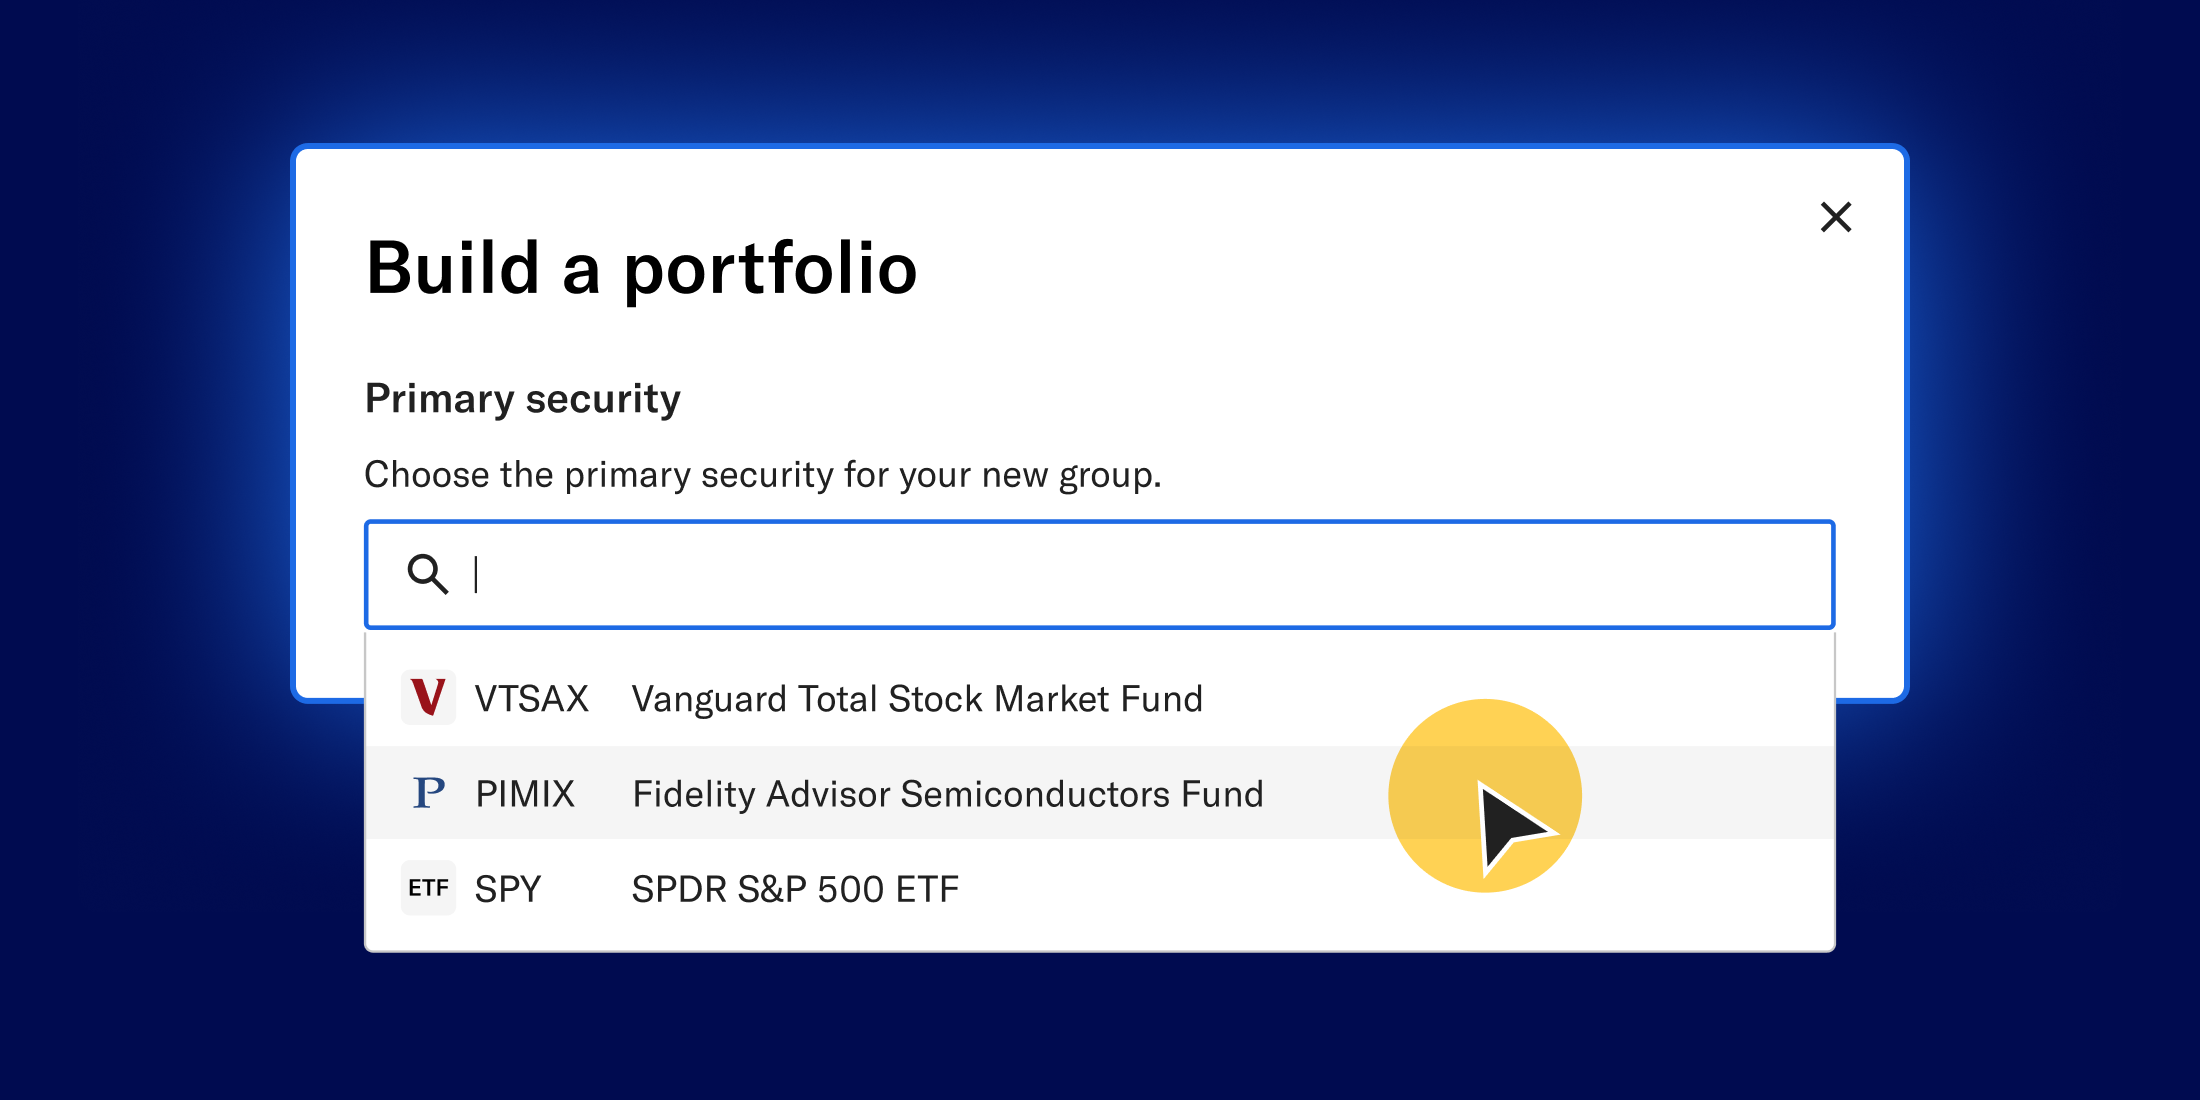 Build a portfolio
Primary security
Choose the primary security for your new group.
V VTSAX Vanguard Total Stock Market Fund
P PIMIX Fidelity Advisor Semiconductors Fund
ETF SPY SPDR S&P 500 ETF